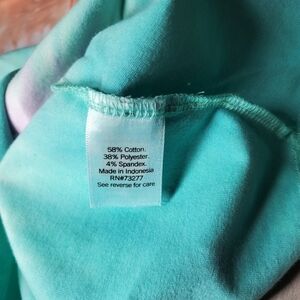 58% Cotton.
38% Polyester.
4% Spandex.
Made in Indonesia
RN#73277
See reverse for care